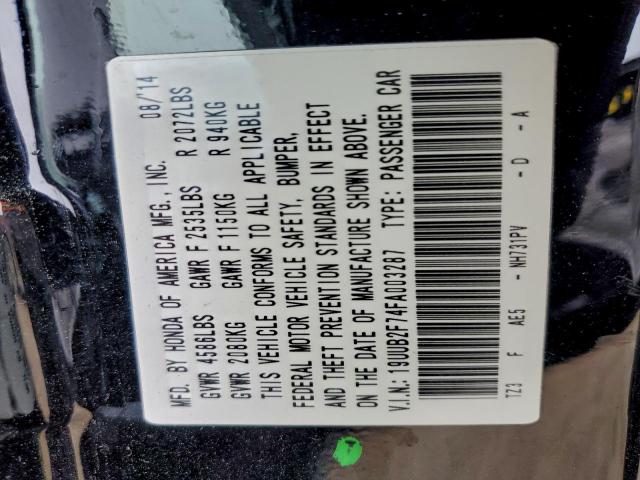 MFD. BY HONDA OF AMERICA MFG., INC. 08/14
GVWR 4586LBS GAWR F 2535LBS R 2072LBS
GVWR 2080KG GAWR F 1150KG R 940KG
THIS VEHICLE CONFORMS TO ALL APPLICABLE
FEDERAL MOTOR VEHICLE SAFETY, BUMPER,
AND THEFT PREVENTION STANDARDS IN EFFECT
ON THE DATE OF MANUFACTURE SHOWN ABOVE.
V.I.N.: 19UUB2F74FA003287 TYPE: PASSENGER CAR
TZ3 F AE5 - NH731PV - D - A